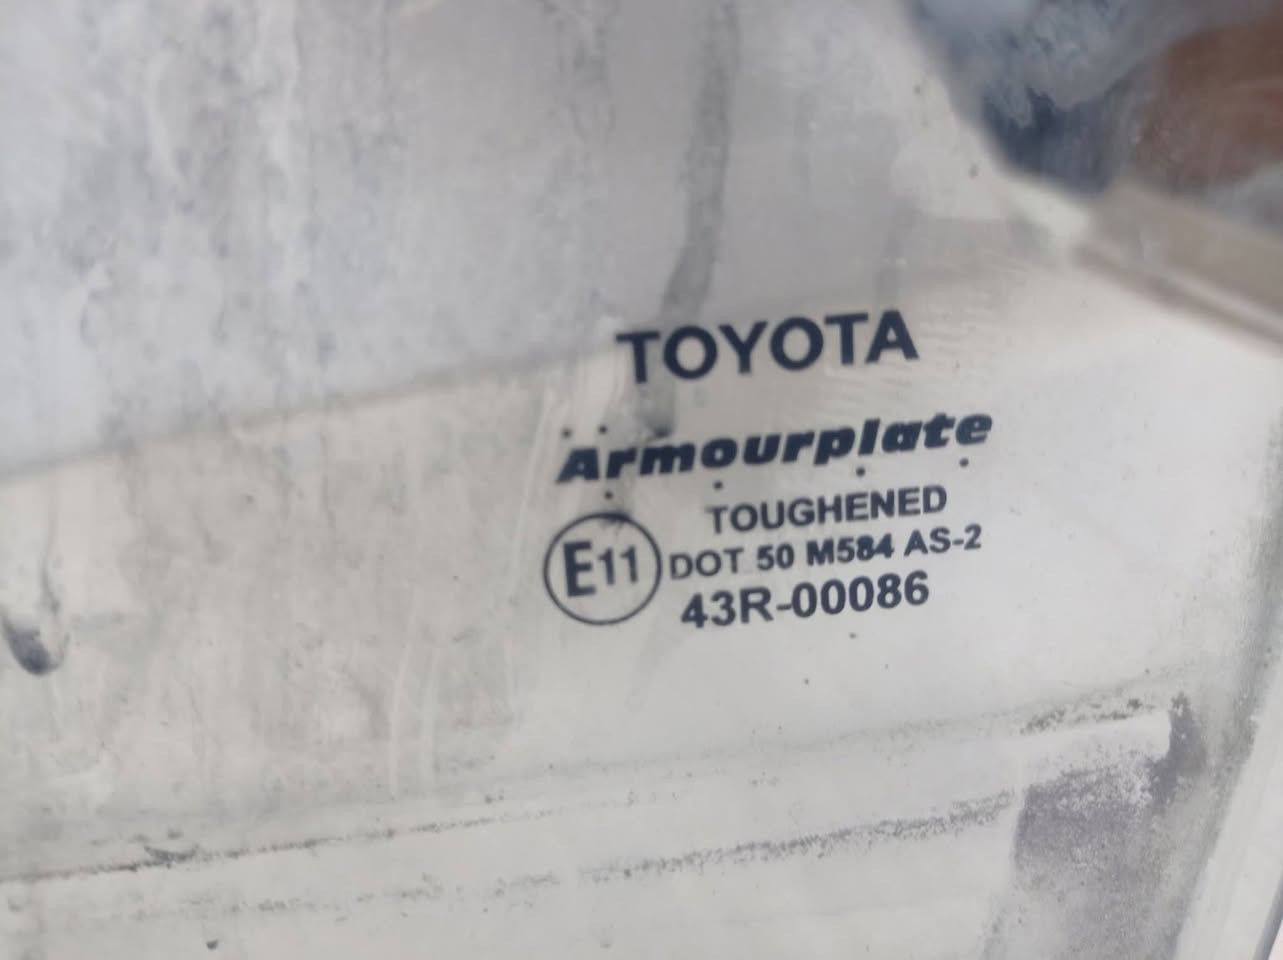 TOYOTA
Armourplate
TOUGHENED
E11 DOT 50 M584 AS-2
43R-00086